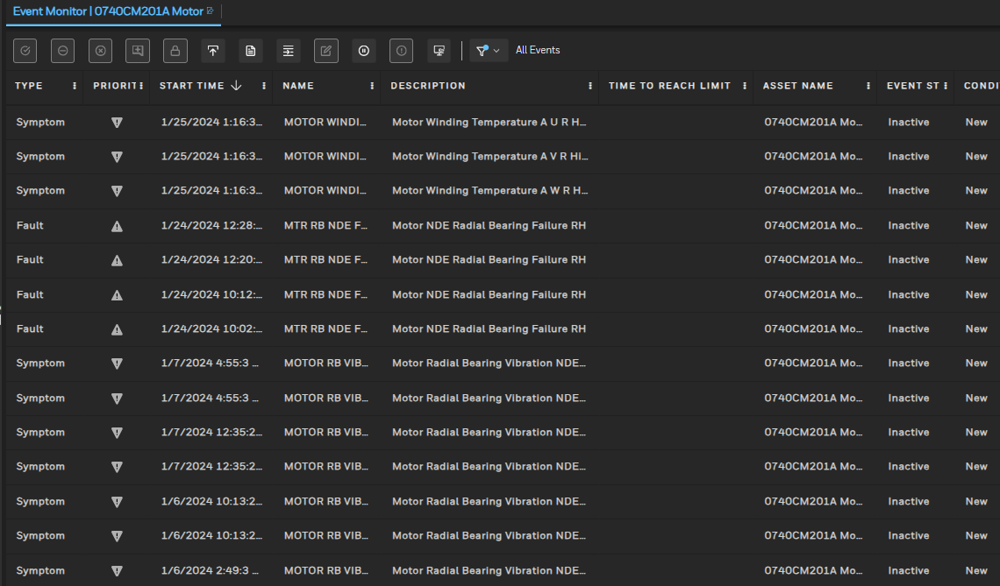 Event Monitor | 0740CM201A Motor
All Events
TYPE PRIORIT START TIME NAME DESCRIPTION TIME TO REACH LIMIT ASSET NAME EVENT ST CONDI
Symptom 1/25/2024 1:16:3... MOTOR WINDI... Motor Winding Temperature A U R H... 0740CM201A Mo... Inactive New
Symptom 1/25/2024 1:16:3... MOTOR WINDI... Motor Winding Temperature A V R Hi... 0740CM201A Mo... Inactive New
Symptom 1/25/2024 1:16:3... MOTOR WINDI... Motor Winding Temperature A W R H... 0740CM201A Mo... Inactive New
Fault 1/24/2024 12:28:... MTR RB NDE F... Motor NDE Radial Bearing Failure RH 0740CM201A Mo... Inactive New
Fault 1/24/2024 12:20:... MTR RB NDE F... Motor NDE Radial Bearing Failure RH 0740CM201A Mo... Inactive New
Fault 1/24/2024 10:12:... MTR RB NDE F... Motor NDE Radial Bearing Failure RH 0740CM201A Mo... Inactive New
Fault 1/24/2024 10:02:... MTR RB NDE F... Motor NDE Radial Bearing Failure RH 0740CM201A Mo... Inactive New
Symptom 1/7/2024 4:55:3 ... MOTOR RB VIB... Motor Radial Bearing Vibration NDE... 0740CM201A Mo... Inactive New
Symptom 1/7/2024 4:55:3 ... MOTOR RB VIB... Motor Radial Bearing Vibration NDE... 0740CM201A Mo... Inactive New
Symptom 1/7/2024 12:35:2... MOTOR RB VIB... Motor Radial Bearing Vibration NDE... 0740CM201A Mo... Inactive New
Symptom 1/7/2024 12:35:2... MOTOR RB VIB... Motor Radial Bearing Vibration NDE... 0740CM201A Mo... Inactive New
Symptom 1/6/2024 10:13:2... MOTOR RB VIB... Motor Radial Bearing Vibration NDE... 0740CM201A Mo... Inactive New
Symptom 1/6/2024 10:13:2... MOTOR RB VIB... Motor Radial Bearing Vibration NDE... 0740CM201A Mo... Inactive New
Symptom 1/6/2024 2:49:3 ... MOTOR RB VIB... Motor Radial Bearing Vibration NDE... 0740CM201A Mo... Inactive New